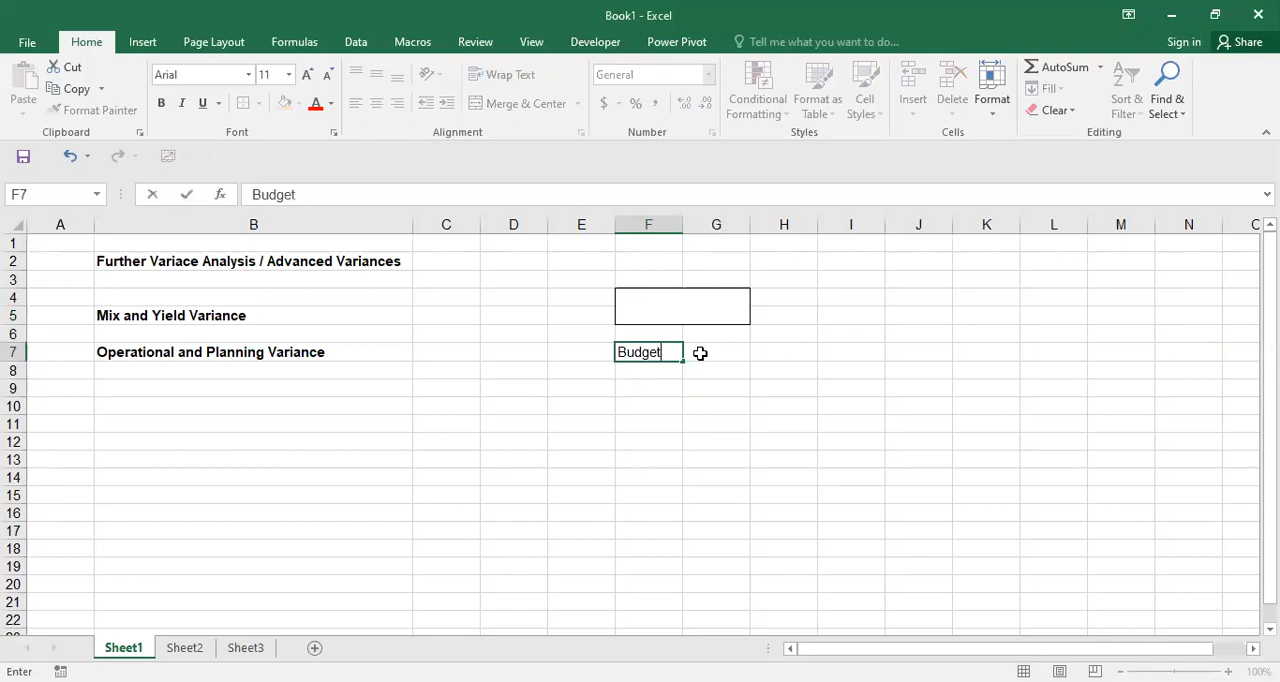 Book1 - Excel
File Home Insert Page Layout Formulas Data Macros Review View Developer Power Pivot Tell me what you want to do... Sign in Share
Paste Cut Copy Format Painter Clipboard
Arial 11 B I U A Font
Wrap Text Merge & Center Alignment
General $ % , Number
Conditional Formatting Format as Table Cell Styles Styles
Insert Delete Format Cells
AutoSum Fill Clear Sort & Filter Find & Select Editing
F7 fx Budget
A B C D E F G H I J K L M N
1
2 Further Variace Analysis / Advanced Variances
3
4
5 Mix and Yield Variance
6
7 Operational and Planning Variance Budget
8
9
10
11
12
13
14
15
16
17
18
19
20
21
22
Sheet1 Sheet2 Sheet3
Enter 100%